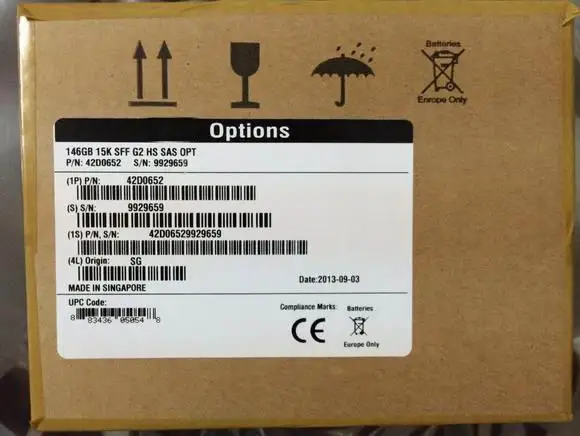 Batteries
Enrope Only
Options
146GB 15K SFF G2 HS SAS OPT
P/N: 42D0652 S/N: 9929659
(1P) P/N: 42D0652
(S) S/N: 9929659
(1S) P/N, S/N: 42D06529929659
(4L) Origin: SG
MADE IN SINGAPORE
Date:2013-09-03
UPC Code:
8 83436 05054 8
Compliance Marks:
Batteries
CE
Europe Only